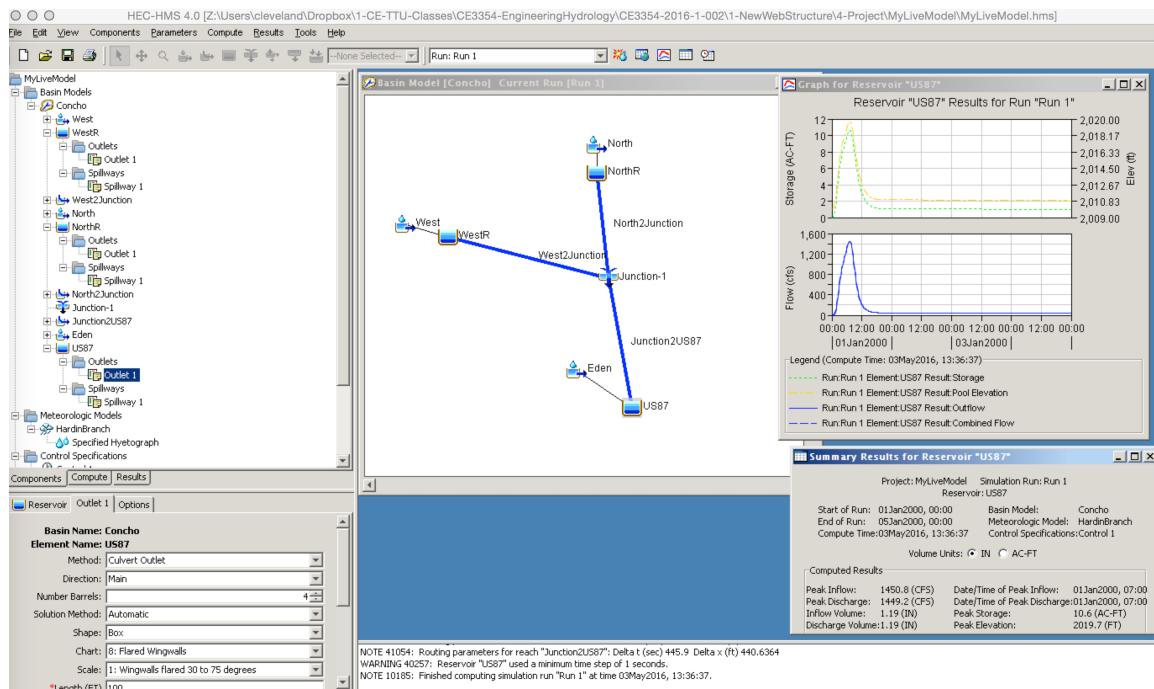 HEC-HMS 4.0 [Z:\Users\cleveland\Dropbox\1-CE-TTU-Classes\CE3354-EngineeringHydrology\CE3354-2016-1-002\1-NewWebStructure\4-Project\MyLiveModel\MyLiveModel.hms]
File Edit View Components Parameters Compute Results Tools Help
--None Selected-- Run: Run 1
MyLiveModel
Basin Models
Concho
West
WestR
Outlets
Outlet 1
Spillways
Spillway 1
West2Junction
North
NorthR
Outlets
Outlet 1
Spillways
Spillway 1
North2Junction
Junction-1
Junction2US87
Eden
US87
Outlets
Outlet 1
Spillways
Spillway 1
Meteorologic Models
HardinBranch
Specified Hyetograph
Control Specifications
Components Compute Results
Reservoir Outlet 1 Options
Basin Name: Concho
Element Name: US87
Method: Culvert Outlet
Direction: Main
Number Barrels: 4
Solution Method: Automatic
Shape: Box
Chart: 8: Flared Wingwalls
Scale: 1: Wingwalls flared 30 to 75 degrees
*Length (FT) 100
Basin Model [Concho] Current Run [Run 1]
North
NorthR
North2Junction
West
WestR
West2Junction
Junction-1
Junction2US87
Eden
US87
Graph for Reservoir "US87"
Reservoir "US87" Results for Run "Run 1"
Storage (AC-FT)
12
10
8
6
4
2
0
2,020.00
2,018.17
2,016.33
2,014.50
2,012.67
2,010.83
2,009.00
Elev (ft)
Flow (cfs)
1,600
1,200
800
400
0
00:00 12:00 00:00 12:00 00:00 12:00 00:00 12:00 00:00
01Jan2000 03Jan2000
Legend (Compute Time: 03May2016, 13:36:37)
Run:Run 1 Element:US87 Result:Storage
Run:Run 1 Element:US87 Result:Pool Elevation
Run:Run 1 Element:US87 Result:Outflow
Run:Run 1 Element:US87 Result:Combined Flow
Summary Results for Reservoir "US87"
Project: MyLiveModel Simulation Run: Run 1
Reservoir: US87
Start of Run: 01Jan2000, 00:00 Basin Model: Concho
End of Run: 05Jan2000, 00:00 Meteorologic Model: HardinBranch
Compute Time:03May2016, 13:36:37 Control Specifications:Control 1
Volume Units: IN AC-FT
Computed Results
Peak Inflow: 1450.8 (CFS) Date/Time of Peak Inflow: 01Jan2000, 07:00
Peak Discharge: 1449.2 (CFS) Date/Time of Peak Discharge:01Jan2000, 07:00
Inflow Volume: 1.19 (IN) Peak Storage: 10.6 (AC-FT)
Discharge Volume:1.19 (IN) Peak Elevation: 2019.7 (FT)
NOTE 41054: Routing parameters for reach "Junction2US87": Delta t (sec) 445.9 Delta x (ft) 440.6364
WARNING 40257: Reservoir "US87" used a minimum time step of 1 seconds.
NOTE 10185: Finished computing simulation run "Run 1" at time 03May2016, 13:36:37.